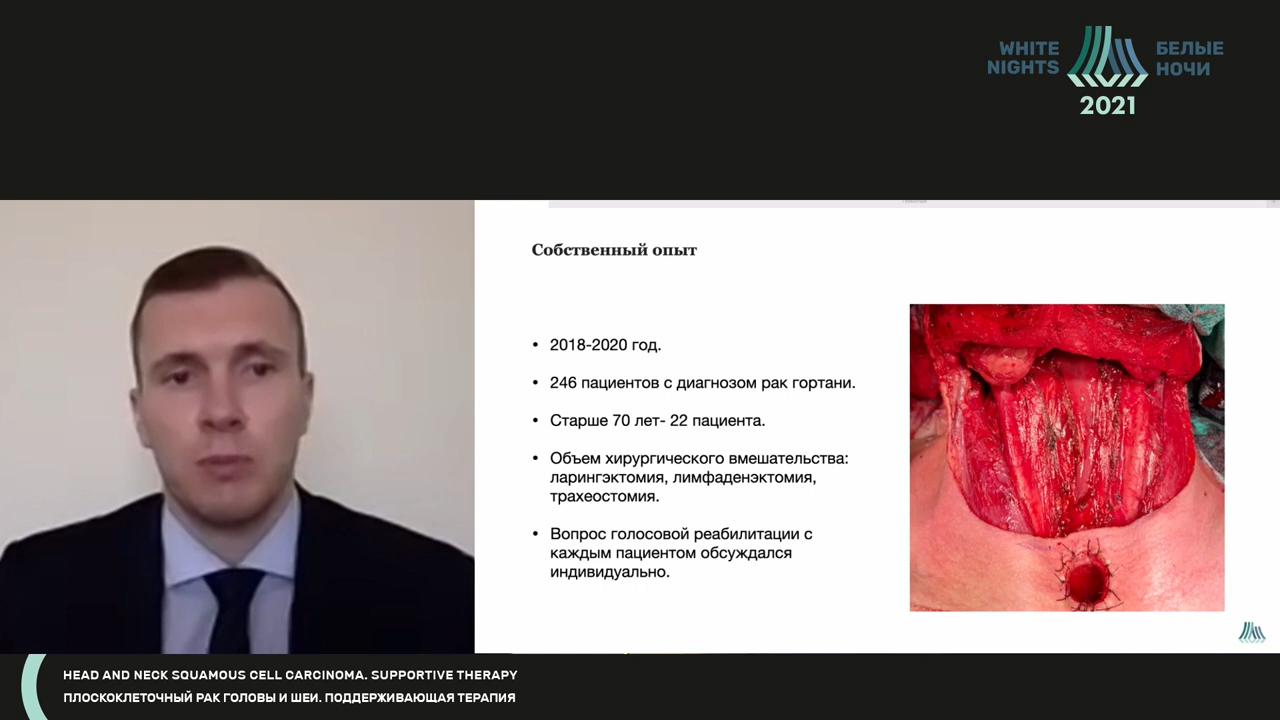 WHITE
NIGHTS
БЕЛЫЕ
НОЧИ
2021
Собственный опыт
• 2018-2020 год.
• 246 пациентов с диагнозом рак гортани.
• Старше 70 лет- 22 пациента.
• Объем хирургического вмешательства:
ларингэктомия, лимфаденэктомия,
трахеостомия.
• Вопрос голосовой реабилитации с
каждым пациентом обсуждался
индивидуально.
HEAD AND NECK SQUAMOUS CELL CARCINOMA. SUPPORTIVE THERAPY
ПЛОСКОКЛЕТОЧНЫЙ РАК ГОЛОВЫ И ШЕИ. ПОДДЕРЖИВАЮЩАЯ ТЕРАПИЯ